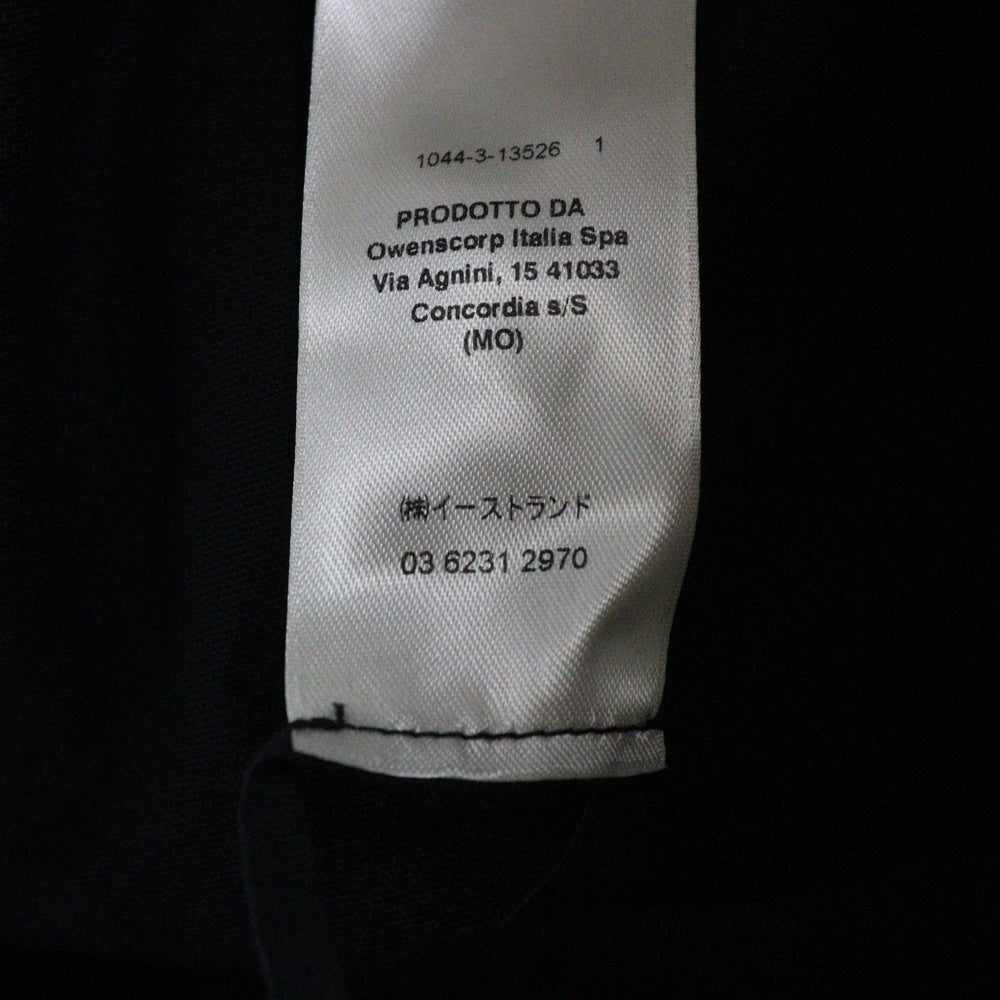 1044-3-13526 1
PRODOTTO DA
Owenscorp Italia Spa
Via Agnini, 15 41033
Concordia s/S
(MO)
㈱イーストランド
03 6231 2970